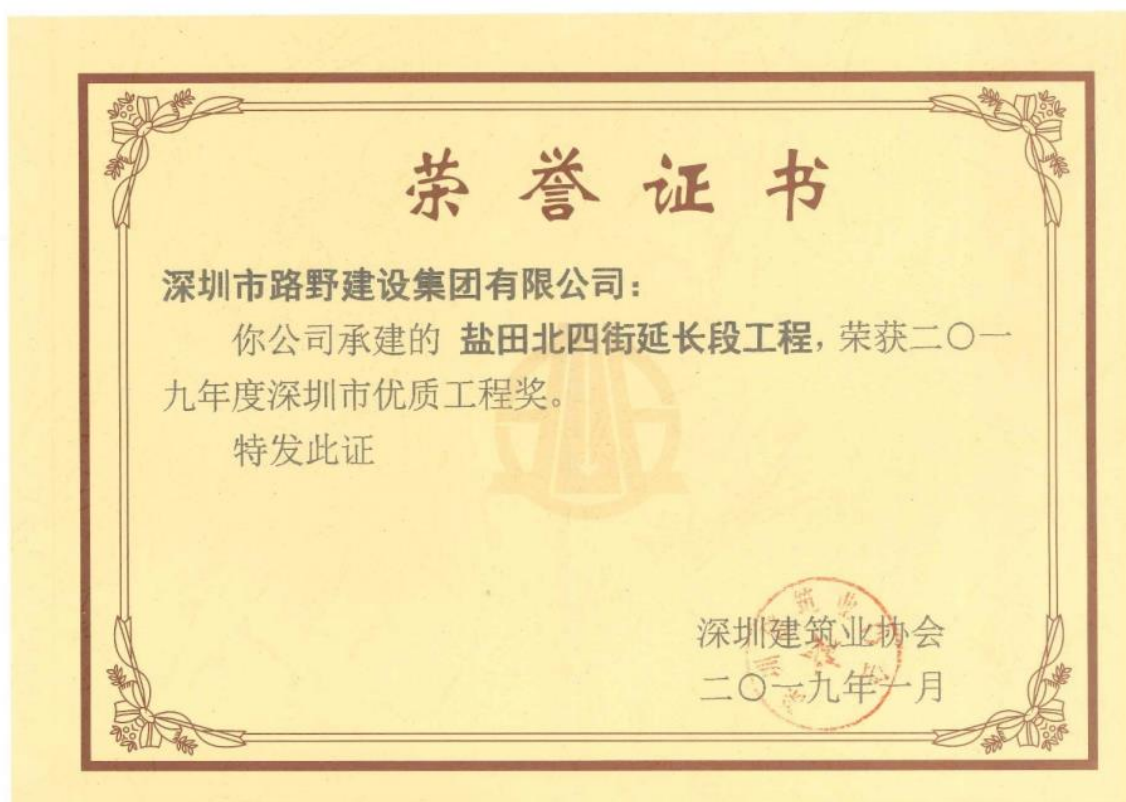 荣誉证书
深圳市路野建设集团有限公司：
你公司承建的 盐田北四街延长段工程，荣获二〇一
九年度深圳市优质工程奖。
特发此证
深圳建筑业协会
二〇一九年一月